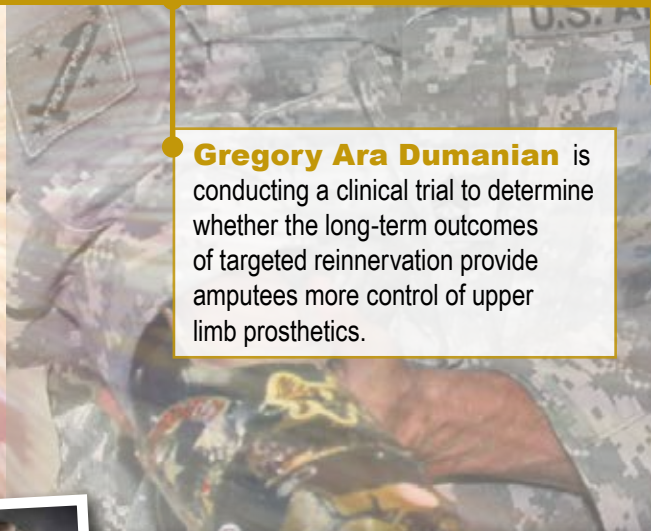 U.S. A
Gregory Ara Dumanian is
conducting a clinical trial to determine
whether the long-term outcomes
of targeted reinnervation provide
amputees more control of upper
limb prosthetics.